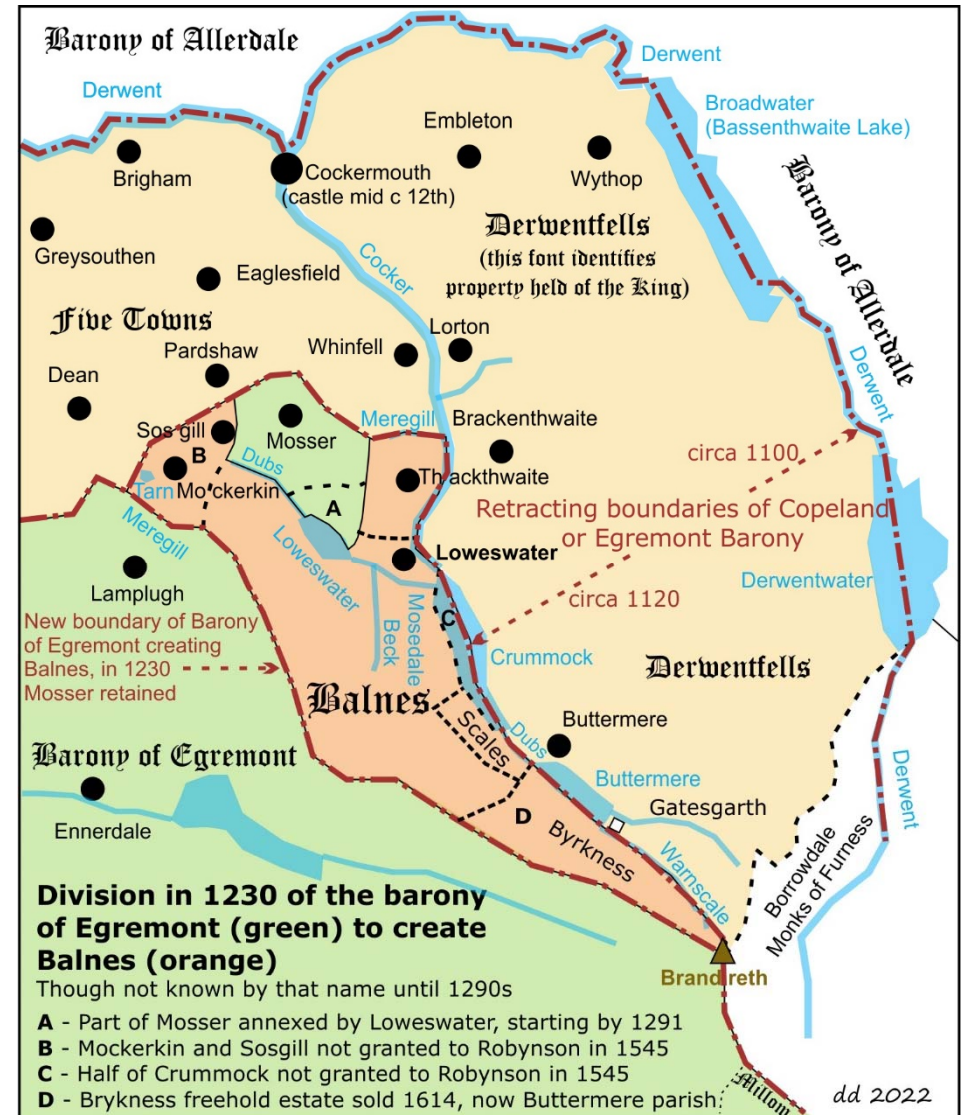 Barony of Allerdale
Derwent
Derwent
Broadwater
(Bassenthwaite Lake)
Embleton
Brigham
Cockermouth
(castle mid c 12th)
Wythop
Barony of Allerdale
Derwentfells
(this font identifies
property held of the King)
Greysouthen
Eaglesfield
Cocker
Five Towns
Lorton
Whinfell
Pardshaw
Dean
Derwent
Meregill
Brackenthwaite
Sosgill
Mosser
B
Dubs
circa 1100
Thackthwaite
Tarn
Mockerkin
A
Retracting boundaries of Copeland
or Egremont Barony
Meregill
Loweswater
Loweswater
Derwentwater
Lamplugh
circa 1120
C
Mosedale
Beck
Crummock
New boundary of Barony
of Egremont creating
Balnes, in 1230
Mosser retained
Derwentfells
Balnes
Scales
Dubs
Buttermere
Barony of Egremont
Buttermere
Derwent
Gatesgarth
Ennerdale
D
Byrkness
Warnscale
Borrowdale
Monks of Furness
Brandreth
Division in 1230 of the barony
of Egremont (green) to create
Balnes (orange)
Though not known by that name until 1290s
A - Part of Mosser annexed by Loweswater, starting by 1291
B - Mockerkin and Sosgill not granted to Robynson in 1545
C - Half of Crummock not granted to Robynson in 1545
D - Brykness freehold estate sold 1614, now Buttermere parish
Millom
dd 2022